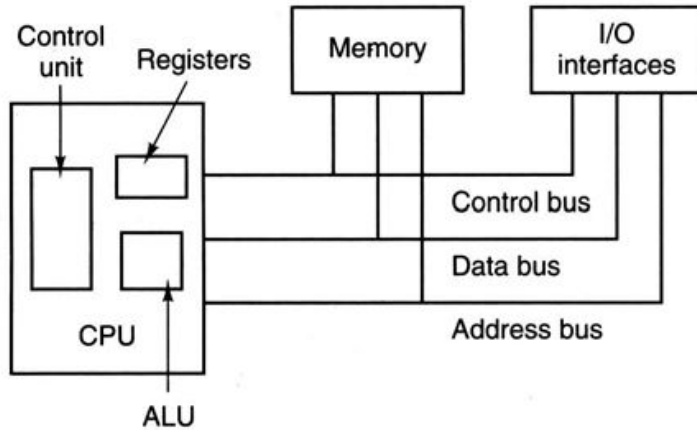 Control
unit
Registers
Memory
I/O
interfaces
Control bus
Data bus
Address bus
CPU
ALU